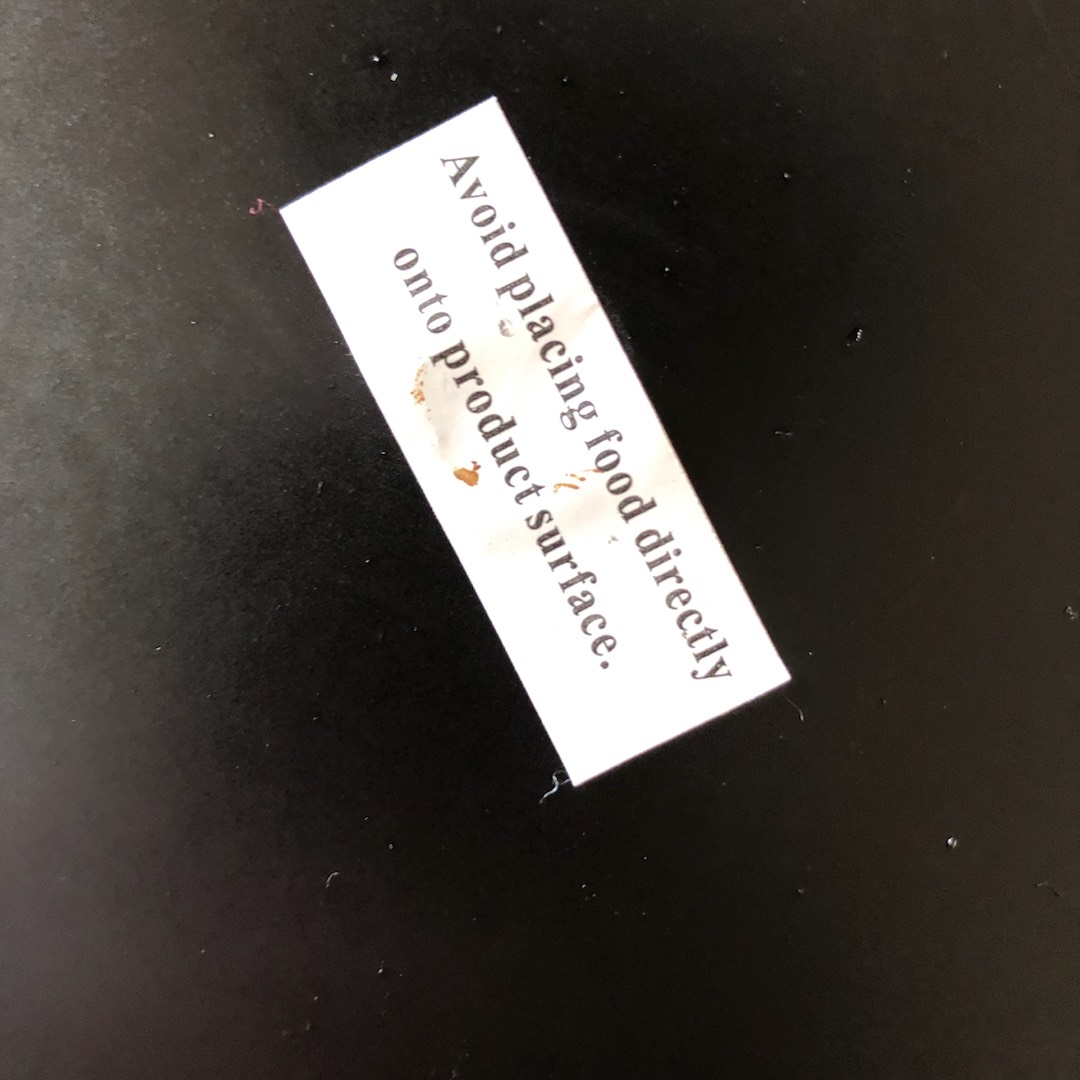 Avoid placing food directly
onto product surface.